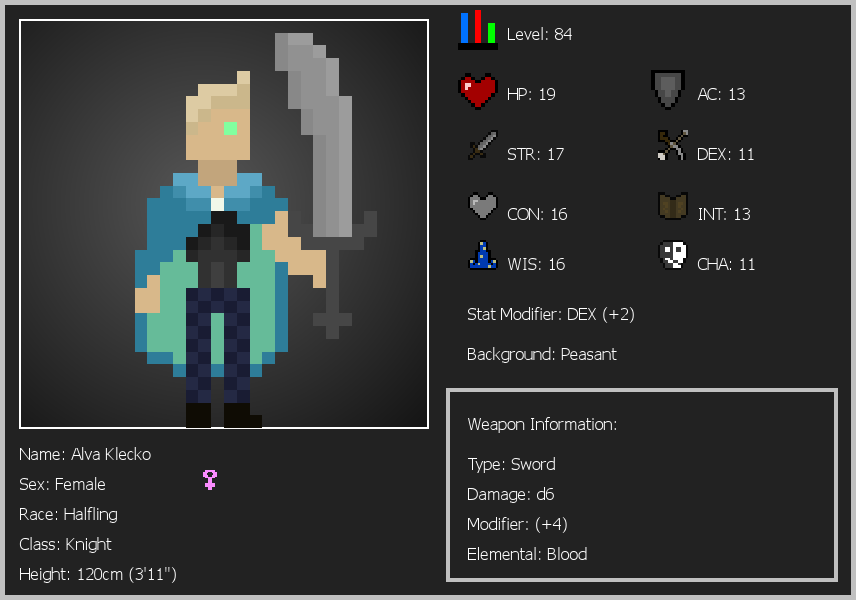 Level: 84
HP: 19
AC: 13
STR: 17
DEX: 11
CON: 16
INT: 13
WIS: 16
CHA: 11
Stat Modifier: DEX (+2)
Background: Peasant
Weapon Information:
Type: Sword
Damage: d6
Modifier: (+4)
Elemental: Blood
Name: Alva Klecko
Sex: Female
Race: Halfling
Class: Knight
Height: 120cm (3'11")